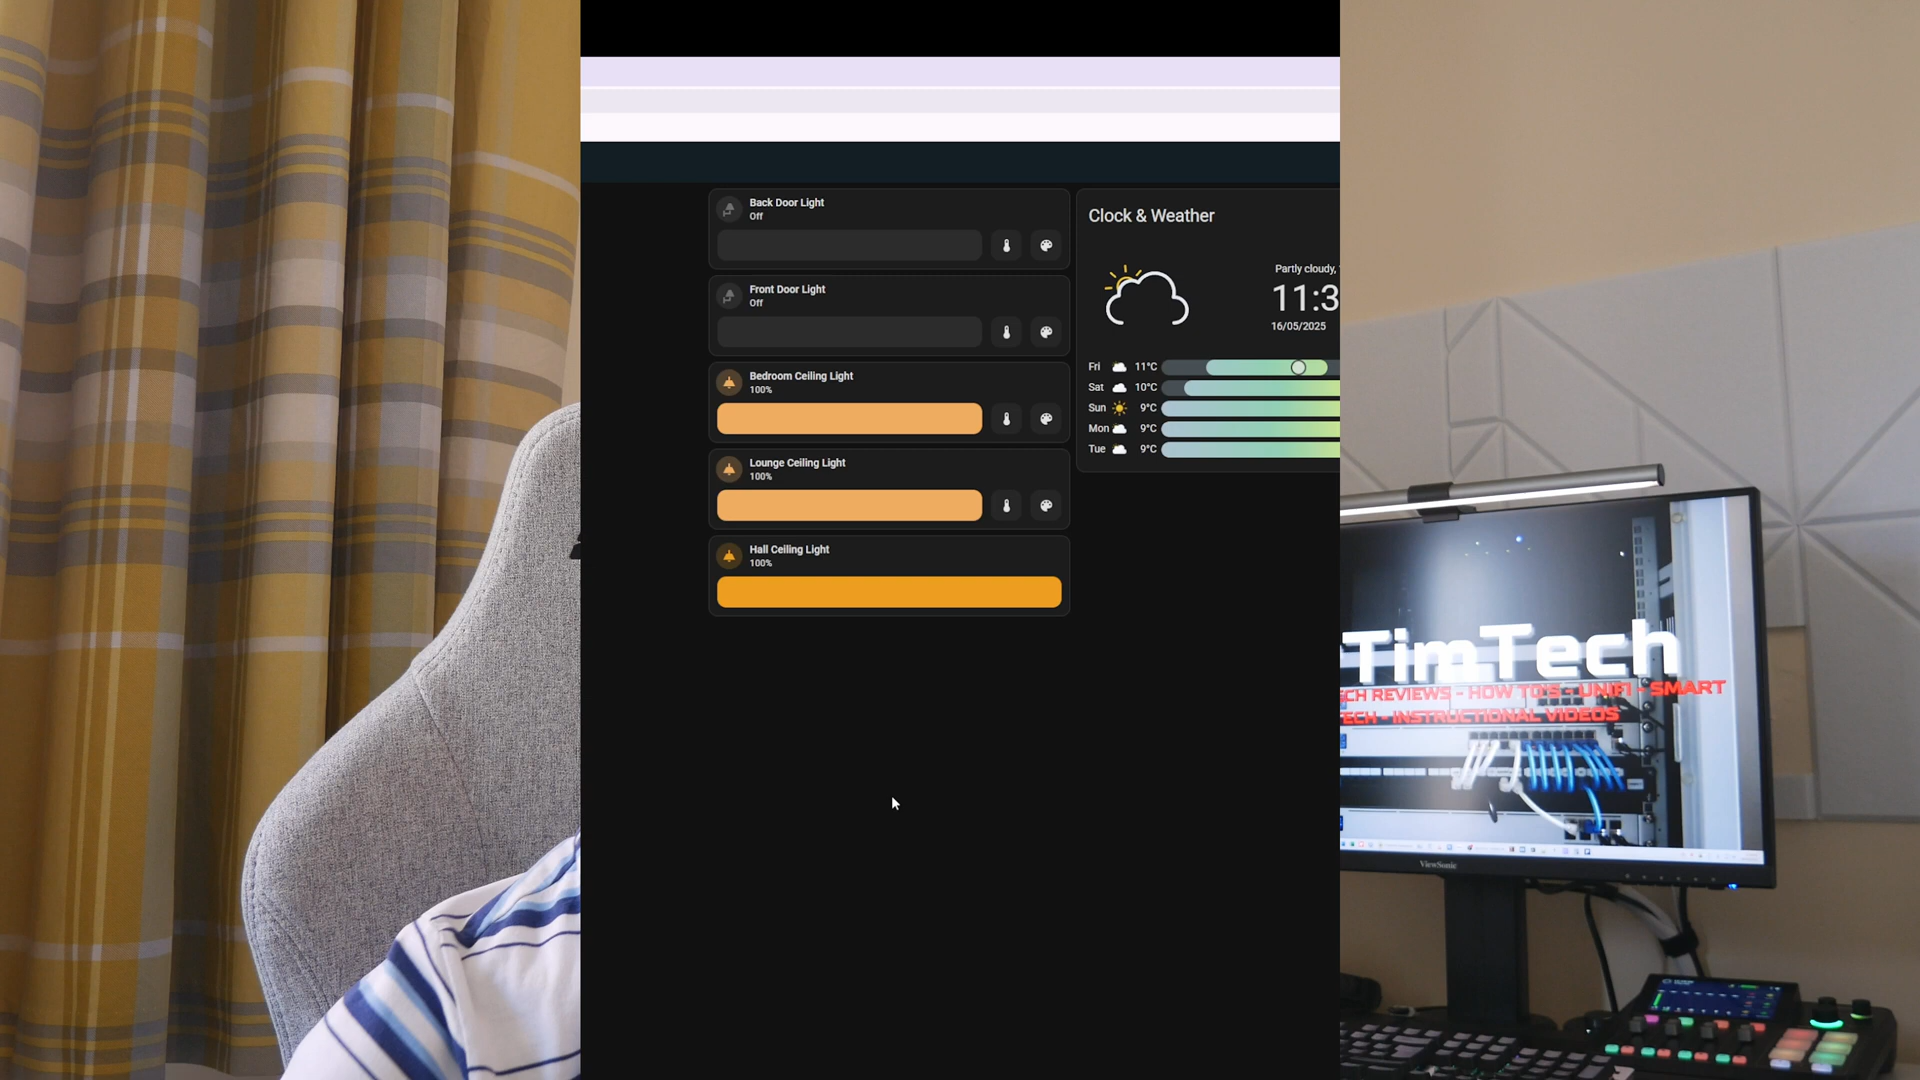 Back Door Light
Off
Front Door Light
Off
Bedroom Ceiling Light
100%
Lounge Ceiling Light
100%
Hall Ceiling Light
100%
Clock & Weather
Partly cloudy,
11:3
16/05/2025
Fri 11°C
Sat 10°C
Sun 9°C
Mon 9°C
Tue 9°C
TimTech
CH REVIEWS - HOW TO'S - UNIFI - SMART
ECH - INSTRUCTIONAL VIDEOS
ViewSonic